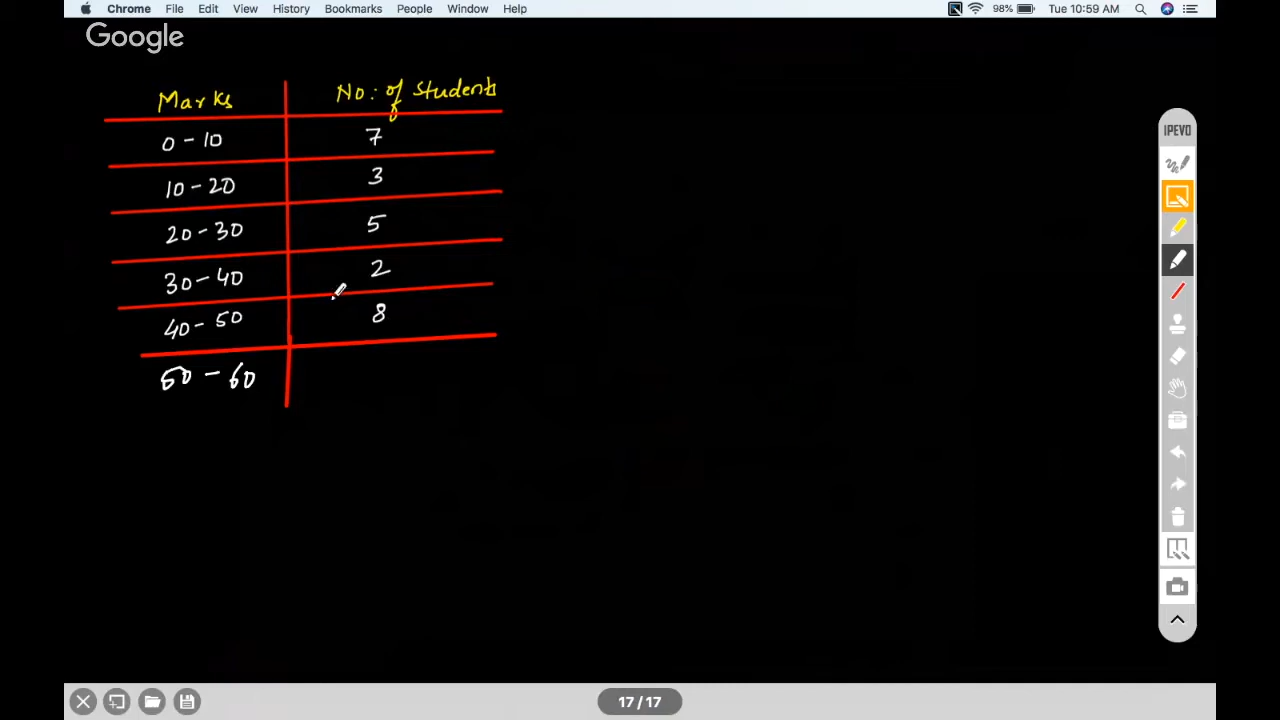 Chrome File Edit View History Bookmarks People Window Help 98% Tue 10:59 AM
Google
Marks No: of Students
0-10 7
10-20 3
20-30 5
30-40 2
40-50 8
50-60
IPEVO
17/17